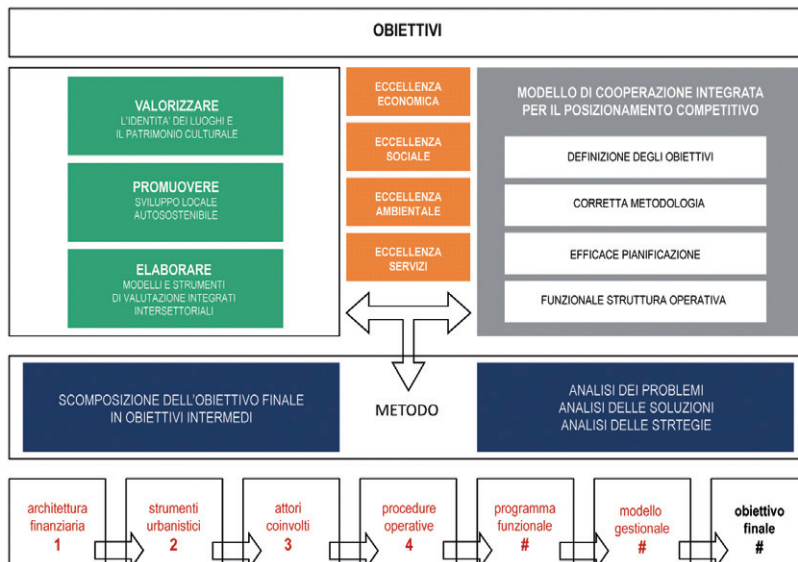 OBIETTIVI
VALORIZZARE
L'IDENTITA' DEI LUOGHI E
IL PATRIMONIO CULTURALE
PROMUOVERE
SVILUPPO LOCALE
AUTOSOSTENIBILE
ELABORARE
MODELLI E STRUMENTI
DI VALUTAZIONE INTEGRATI
INTERSETTORIALI
ECCELLENZA
ECONOMICA
ECCELLENZA
SOCIALE
ECCELLENZA
AMBIENTALE
ECCELLENZA
SERVIZI
MODELLO DI COOPERAZIONE INTEGRATA
PER IL POSIZIONAMENTO COMPETITIVO
DEFINIZIONE DEGLI OBIETTIVI
CORRETTA METODOLOGIA
EFFICACE PIANIFICAZIONE
FUNZIONALE STRUTTURA OPERATIVA
SCOMPOSIZIONE DELL'OBIETTIVO FINALE
IN OBIETTIVI INTERMEDI
METODO
ANALISI DEI PROBLEMI
ANALISI DELLE SOLUZIONI
ANALISI DELLE STRTEGIE
architettura
finanziaria
1
strumenti
urbanistici
2
attori
coinvolti
3
procedure
operative
4
programma
funzionale
#
modello
gestionale
#
obiettivo
finale
#